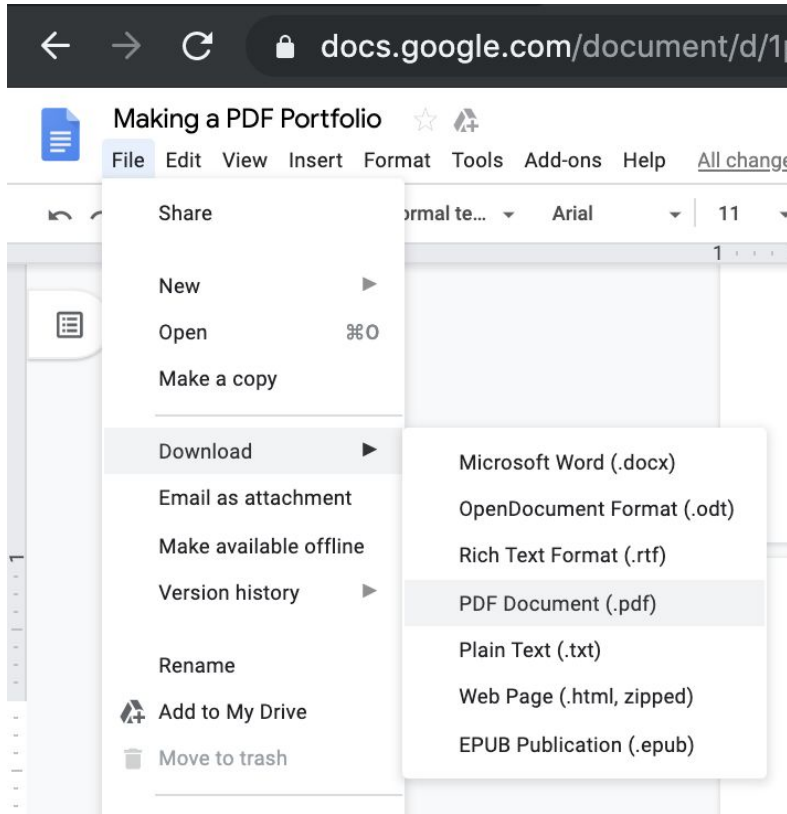 docs.google.com/document/d/1
Making a PDF Portfolio
File Edit View Insert Format Tools Add-ons Help All change
Share
ormal te... Arial 11
1
New
Open ⌘O
Make a copy
Download
Email as attachment
Make available offline
Version history
Rename
Add to My Drive
Move to trash
Microsoft Word (.docx)
OpenDocument Format (.odt)
Rich Text Format (.rtf)
PDF Document (.pdf)
Plain Text (.txt)
Web Page (.html, zipped)
EPUB Publication (.epub)
1